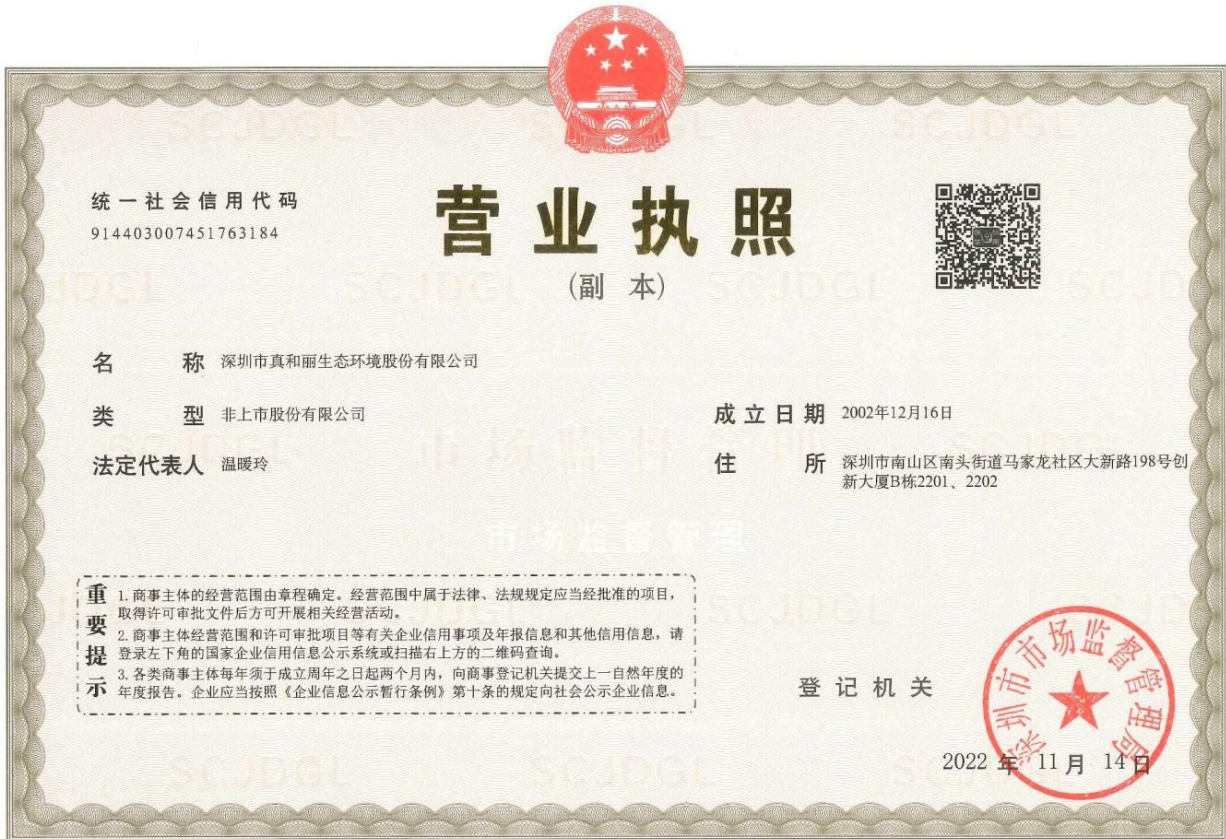 统一社会信用代码
914403007451763184
营业执照
(副 本)
名 称 深圳市真和丽生态环境股份有限公司
类 型 非上市股份有限公司
成立日期 2002年12月16日
法定代表人 温暖玲
住 所 深圳市南山区南头街道马家龙社区大新路198号创
新大厦B栋2201、2202
市场监督管理
市场监督管理
重要提示
1. 商事主体的经营范围由章程确定。经营范围中属于法律、法规规定应当经批准的项目，
取得许可审批文件后方可开展相关经营活动。
2. 商事主体经营范围和许可审批项目等有关企业信用事项及年报信息和其他信用信息，请
登录左下角的国家企业信用信息公示系统或扫描右上方的二维码查询。
3. 各类商事主体每年须于成立周年之日起两个月内，向商事登记机关提交上一自然年度的
年度报告。企业应当按照《企业信息公示暂行条例》第十条的规定向社会公示企业信息。
登记机关
深圳市市场监督管理局
2022 年 11 月 14 日
SCJDGL